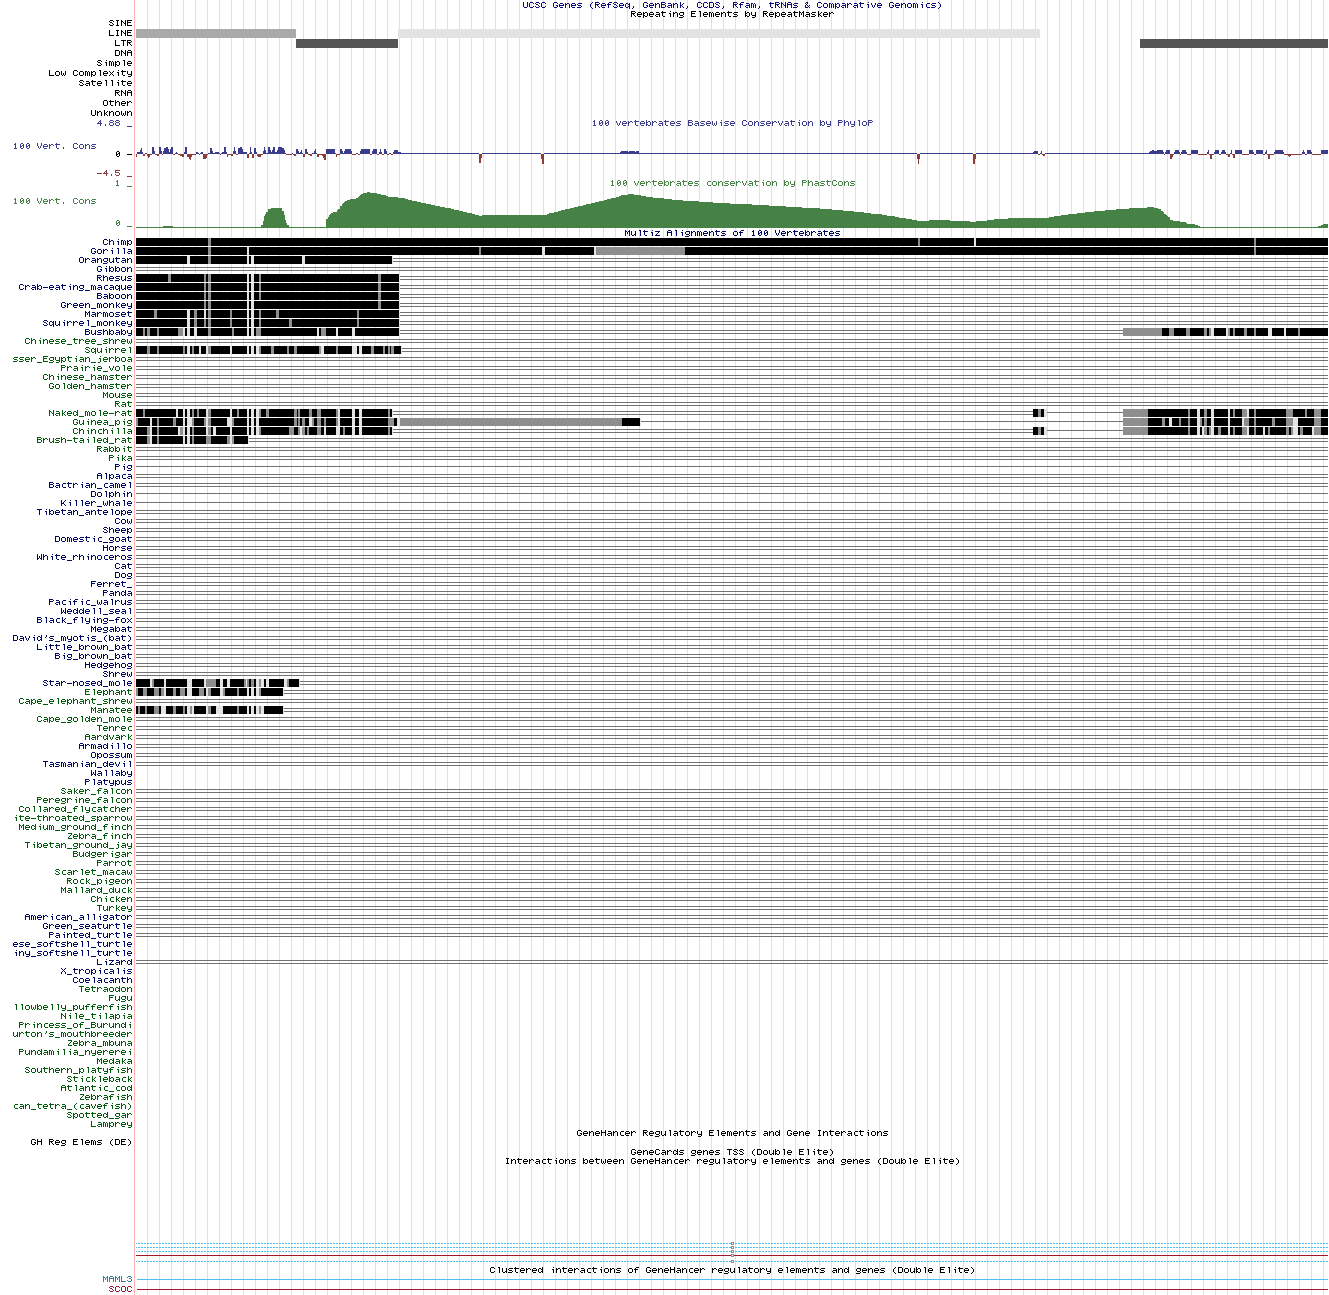 UCSC Genes (RefSeq, GenBank, CCDS, Rfam, tRNAs & Comparative Genomics)
Repeating Elements by RepeatMasker
SINE
LINE
LTR
DNA
Simple
Low Complexity
Satellite
RNA
Other
Unknown
4.88 _
100 vertebrates Basewise Conservation by PhyloP
100 Vert. Cons
0 _
-4.5 _
1 _
100 vertebrates conservation by PhastCons
100 Vert. Cons
0 _
Multiz Alignments of 100 Vertebrates
Chimp
Gorilla
Orangutan
Gibbon
Rhesus
Crab-eating_macaque
Baboon
Green_monkey
Marmoset
Squirrel_monkey
Bushbaby
Chinese_tree_shrew
Squirrel
sser_Egyptian_jerboa
Prairie_vole
Chinese_hamster
Golden_hamster
Mouse
Rat
Naked_mole-rat
Guinea_pig
Chinchilla
Brush-tailed_rat
Rabbit
Pika
Pig
Alpaca
Bactrian_camel
Dolphin
Killer_whale
Tibetan_antelope
Cow
Sheep
Domestic_goat
Horse
White_rhinoceros
Cat
Dog
Ferret_
Panda
Pacific_walrus
Weddell_seal
Black_flying-fox
Megabat
David's_myotis_(bat)
Little_brown_bat
Big_brown_bat
Hedgehog
Shrew
Star-nosed_mole
Elephant
Cape_elephant_shrew
Manatee
Cape_golden_mole
Tenrec
Aardvark
Armadillo
Opossum
Tasmanian_devil
Wallaby
Platypus
Saker_falcon
Peregrine_falcon
Collared_flycatcher
ite-throated_sparrow
Medium_ground_finch
Zebra_finch
Tibetan_ground_jay
Budgerigar
Parrot
Scarlet_macaw
Rock_pigeon
Mallard_duck
Chicken
Turkey
American_alligator
Green_seaturtle
Painted_turtle
ese_softshell_turtle
iny_softshell_turtle
Lizard
X_tropicalis
Coelacanth
Tetraodon
Fugu
llowbelly_pufferfish
Nile_tilapia
Princess_of_Burundi
urton's_mouthbreeder
Zebra_mbuna
Pundamilia_nyererei
Medaka
Southern_platyfish
Stickleback
Atlantic_cod
Zebrafish
can_tetra_(cavefish)
Spotted_gar
Lamprey
GeneHancer Regulatory Elements and Gene Interactions
GH Reg Elems (DE)
GeneCards genes TSS (Double Elite)
Interactions between GeneHancer regulatory elements and genes (Double Elite)
Clustered interactions of GeneHancer regulatory elements and genes (Double Elite)
MAML3
SCOC